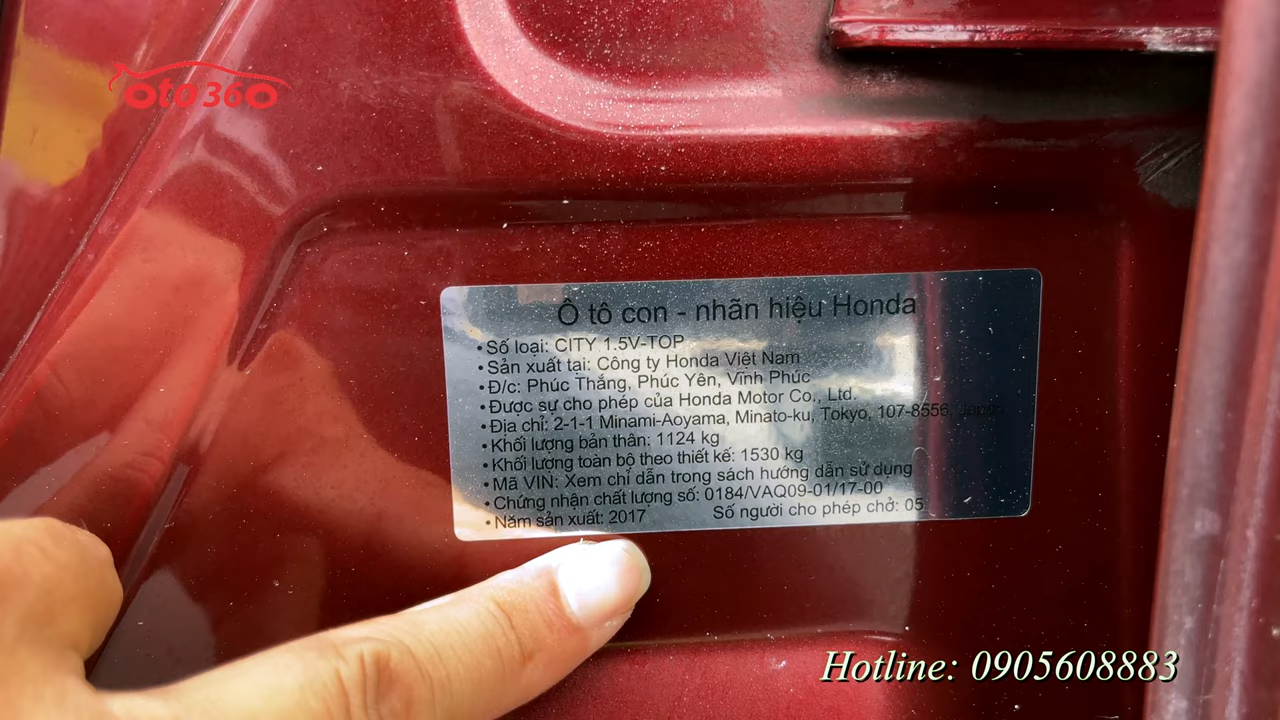 oto360
Ô tô con - nhãn hiệu Honda
•Số loại: CITY 1.5V-TOP
•Sản xuất tại: Công ty Honda Việt Nam
•Đ/c: Phúc Thắng, Phúc Yên, Vĩnh Phúc
•Được sự cho phép của Honda Motor Co., Ltd.
•Địa chỉ: 2-1-1 Minami-Aoyama, Minato-ku, Tokyo, 107-8556, Japan
•Khối lượng bản thân: 1124 kg
•Khối lượng toàn bộ theo thiết kế: 1530 kg
•Mã VIN: Xem chỉ dẫn trong sách hướng dẫn sử dụng
•Chứng nhận chất lượng số: 0184/VAQ09-01/17-00
•Năm sản xuất: 2017 Số người cho phép chở: 05
Hotline: 0905608883